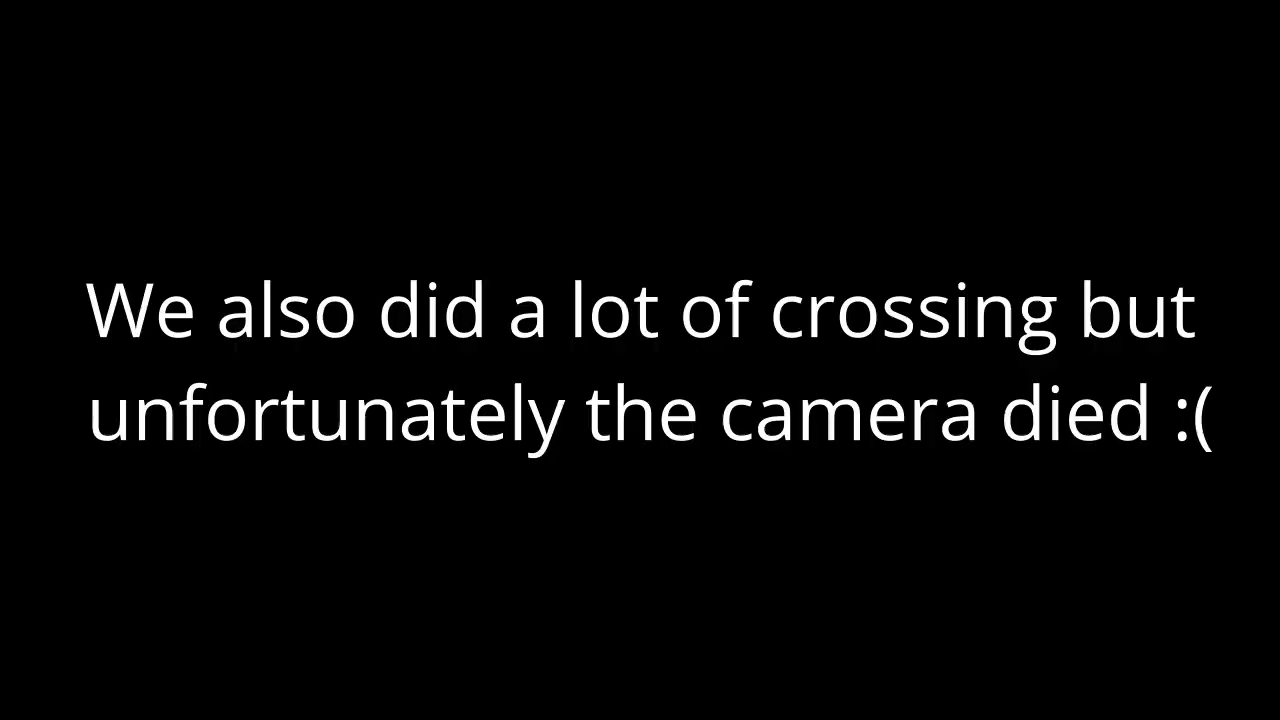 We also did a lot of crossing but
unfortunately the camera died :(